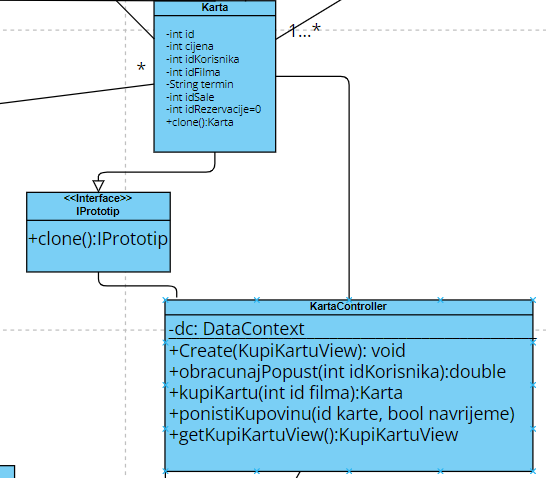 Karta
1...*
-int id
-int cijena
-int idKorisnika
-int idFilma
-String termin
-int idSale
-int idRezervacije=0
+clone():Karta
*
<<Interface>>
IPrototip
+clone():IPrototip
KartaController
-dc: DataContext
+Create(KupiKartuView): void
+obracunajPopust(int idKorisnika):double
+kupiKartu(int id filma):Karta
+ponistiKupovinu(id karte, bool navrijeme)
+getKupiKartuView():KupiKartuView